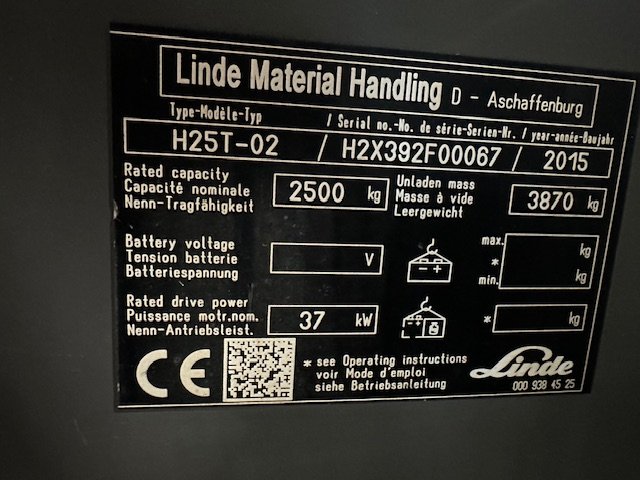 Linde Material Handling D - Aschaffenburg
Type-Modèle-Typ / Serial no.-No. de série-Serien-Nr. / year-année-Baujahr
H25T-02 / H2X392F00067 / 2015
Rated capacity
Capacité nominale
Nenn-Tragfähigkeit
2500 kg
Unladen mass
Masse à vide
Leergewicht
3870 kg
Battery voltage
Tension batterie
Batteriespannung
V
- +
max.
*
min.
kg
kg
Rated drive power
Puissance motr.nom.
Nenn-Antriebsleist.
37 kW
- +
* kg
CE
* see Operating instructions
voir Mode d'emploi
siehe Betriebsanleitung
Linde
000 938 45 25